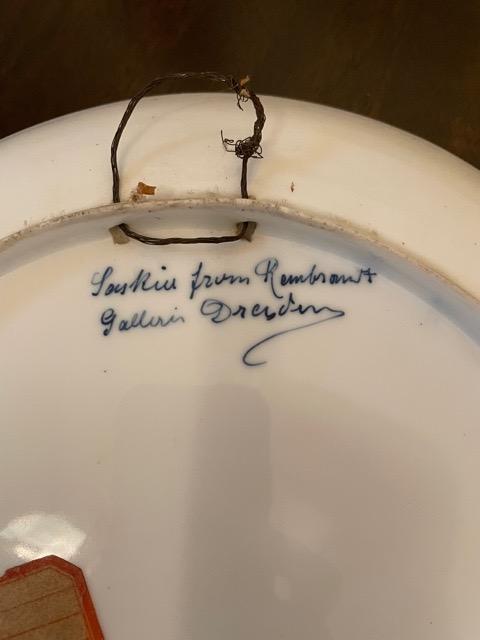 Saskia from Rembrandt
Gallerie Dresden